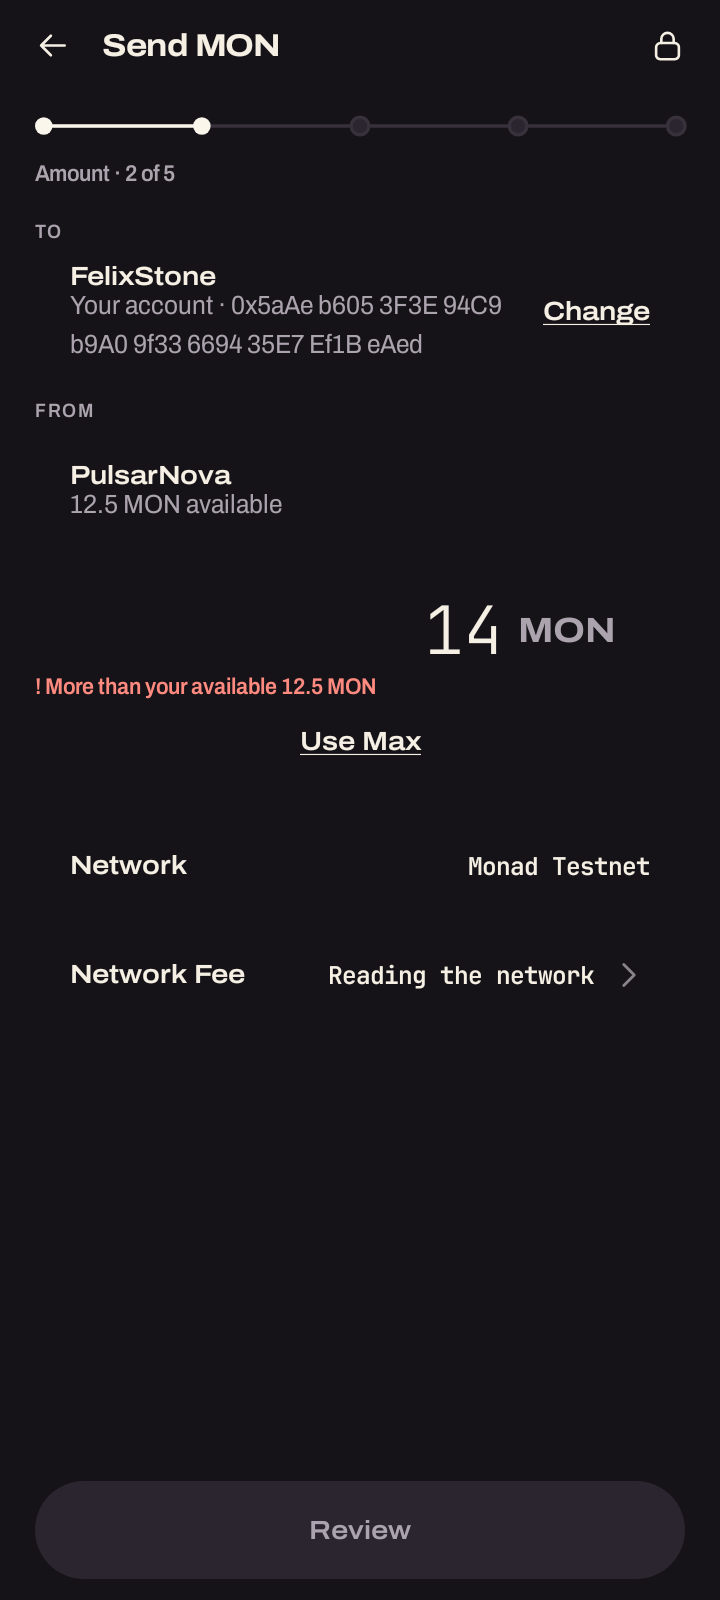 Send MON
Amount · 2 of 5
TO
FelixStone
Your account · 0x5aAe b605 3F3E 94C9
b9A0 9f33 6694 35E7 Ef1B eAed
Change
FROM
PulsarNova
12.5 MON available
14 MON
! More than your available 12.5 MON
Use Max
Network
Monad Testnet
Network Fee
Reading the network
Review